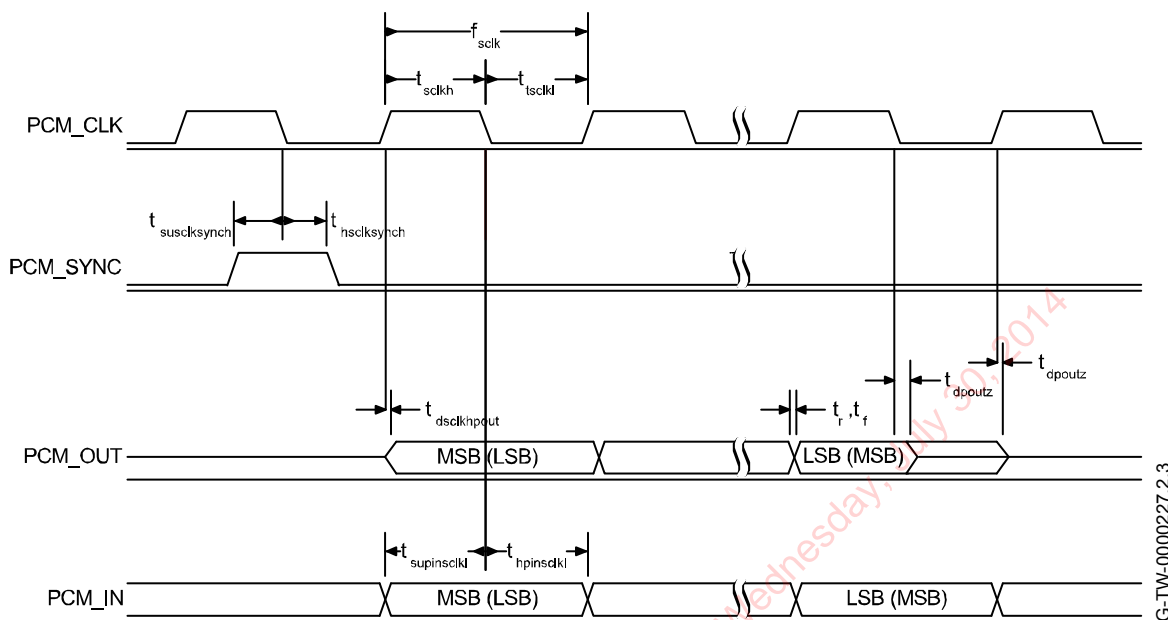 f sclk
t sclkh
t tsclkl
PCM_CLK
t susclksynch
t hsclksynch
PCM_SYNC
t dpoutz
t dpoutz
t dsclkhpout
t r ,t f
PCM_OUT
MSB (LSB)
LSB (MSB)
t supinsclkl
t hpinsclkl
PCM_IN
MSB (LSB)
LSB (MSB)
Wednesday, July 30, 2014
G-TW-0000227.2.3